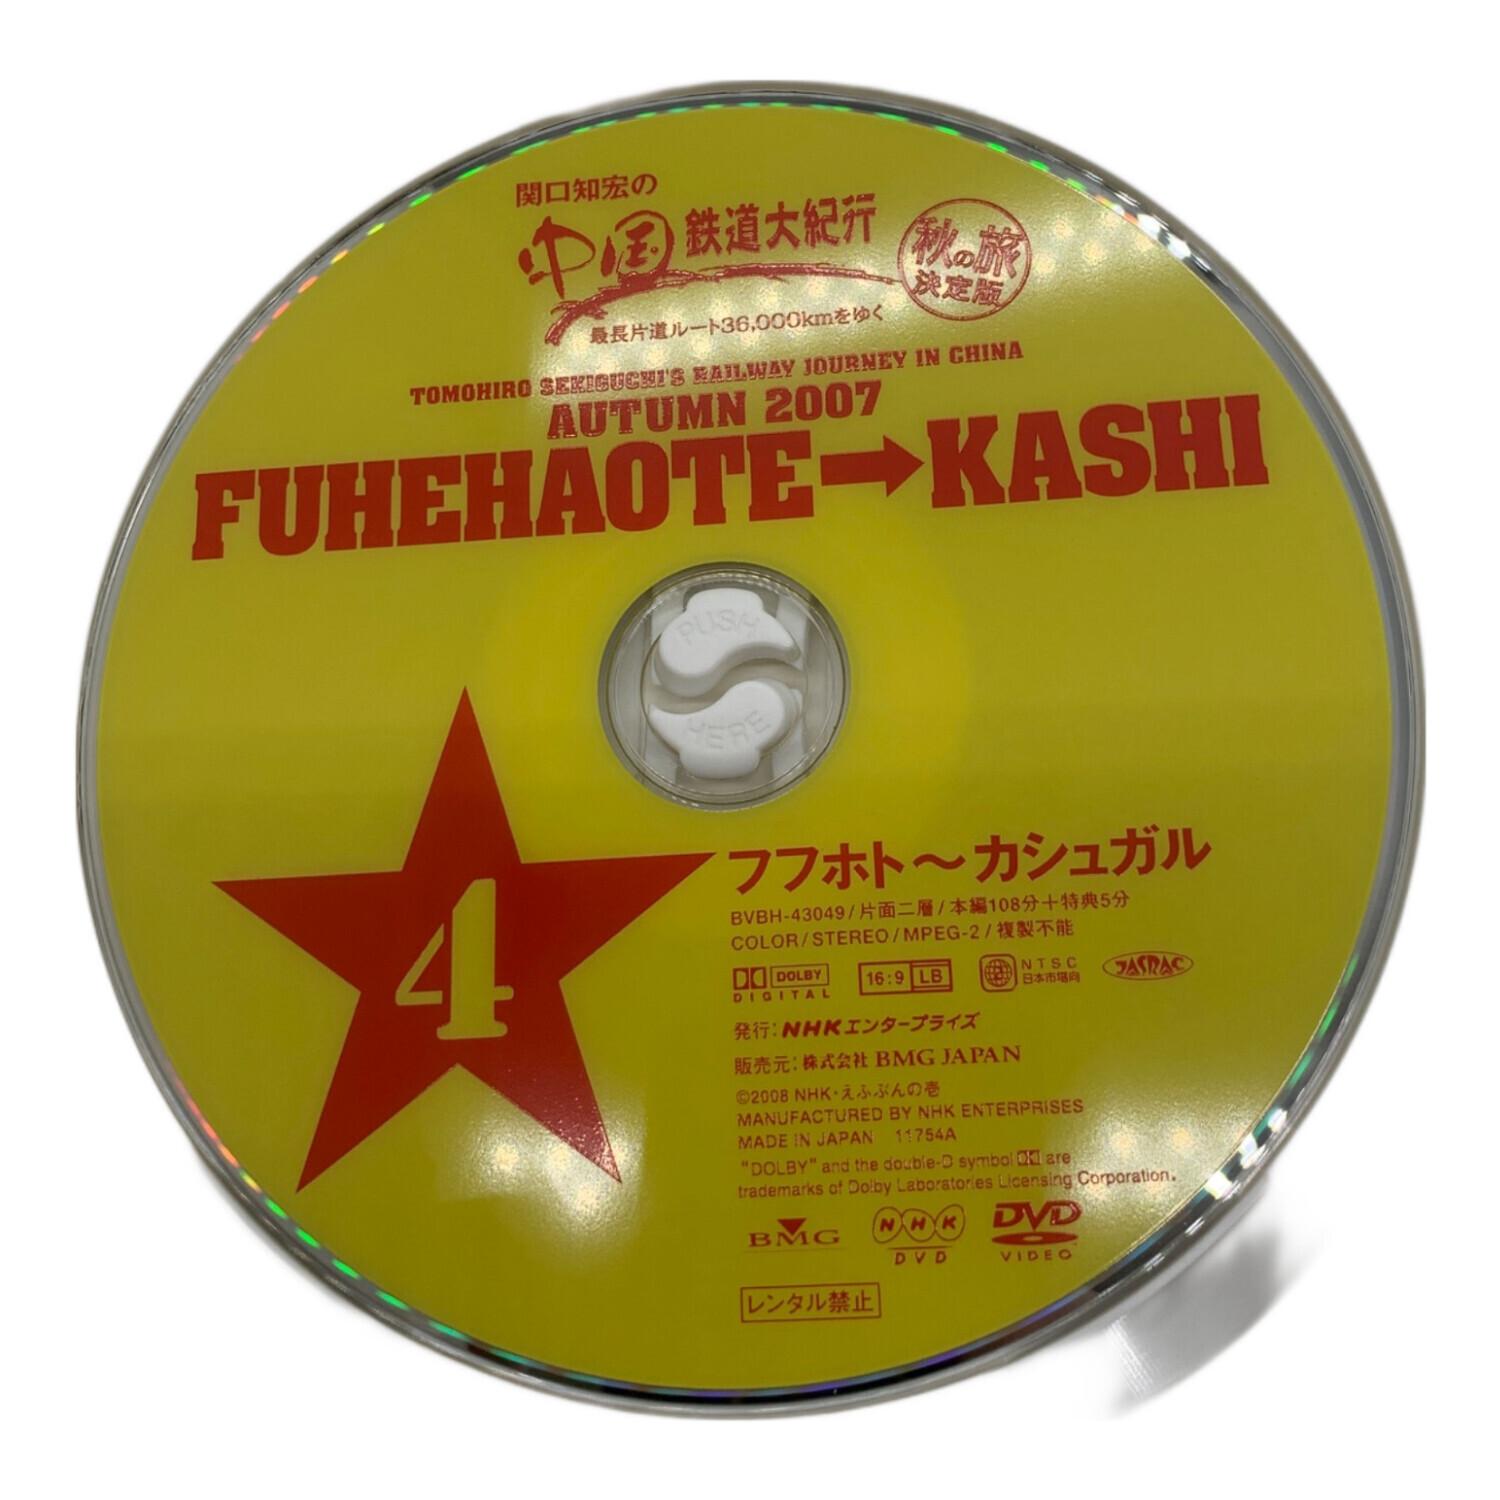 関口知宏の
中国鉄道大紀行
秋の旅
決定版
最長片道ルート36,000kmをゆく
TOMOHIRO SEKIGUCHI'S RAILWAY JOURNEY IN CHINA
AUTUMN 2007
FUHEHAOTE→KASHI
PUSH
HERE
4
フフホト～カシュガル
BVBH-43049/片面二層/本編108分＋特典5分
COLOR/STEREO/MPEG-2/複製不能
DOLBY
DIGITAL
16:9 LB
NTSC
日本市場向
JASRAC
発行：NHKエンタープライズ
販売元：株式会社 BMG JAPAN
©2008 NHK・えふぶんの壱
MANUFACTURED BY NHK ENTERPRISES
MADE IN JAPAN 11754A
"DOLBY" and the double-D symbol are
trademarks of Dolby Laboratories Licensing Corporation.
BMG
NHK
DVD
DVD
VIDEO
レンタル禁止